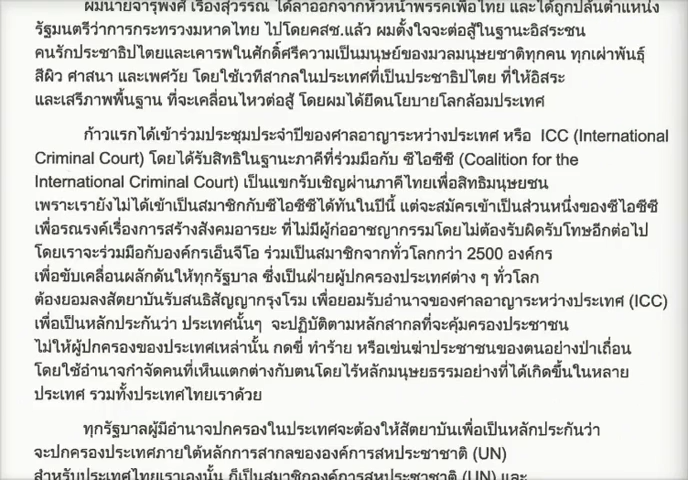 ผมนายจารุพงศ์ เรืองสุวรรณ ได้ลาออกจากหัวหน้าพรรคเพื่อไทย และได้ถูกปล้นตำแหน่ง
รัฐมนตรีว่าการกระทรวงมหาดไทย ไปโดยคสช.แล้ว ผมตั้งใจจะต่อสู้ในฐานะอิสระชน
คนรักประชาธิปไตยและเคารพในศักดิ์ศรีความเป็นมนุษย์ของมวลมนุษยชาติทุกคน ทุกเผ่าพันธุ์
สีผิว ศาสนา และเพศวัย โดยใช้เวทีสากลในประเทศที่เป็นประชาธิปไตย ที่ให้อิสระ
และเสรีภาพพื้นฐาน ที่จะเคลื่อนไหวต่อสู้ โดยผมได้ยึดนโยบายโลกล้อมประเทศ
ก้าวแรกได้เข้าร่วมประชุมประจำปีของศาลอาญาระหว่างประเทศ หรือ ICC (International
Criminal Court) โดยได้รับสิทธิในฐานะภาคีที่ร่วมมือกับ ซีไอซีซี (Coalition for the
International Criminal Court) เป็นแขกรับเชิญผ่านภาคีไทยเพื่อสิทธิมนุษยชน
เพราะเรายังไม่ได้เข้าเป็นสมาชิกกับซีไอซีซีได้ทันในปีนี้ แต่จะสมัครเข้าเป็นส่วนหนึ่งของซีไอซีซี
เพื่อรณรงค์เรื่องการสร้างสังคมอารยะ ที่ไม่มีผู้ก่ออาชญากรรมโดยไม่ต้องรับผิดรับโทษอีกต่อไป
โดยเราจะร่วมมือกับองค์กรเอ็นจีโอ ร่วมเป็นสมาชิกจากทั่วโลกกว่า 2500 องค์กร
เพื่อขับเคลื่อนผลักดันให้ทุกรัฐบาล ซึ่งเป็นฝ่ายผู้ปกครองประเทศต่าง ๆ ทั่วโลก
ต้องยอมลงสัตยาบันรับสนธิสัญญากรุงโรม เพื่อยอมรับอำนาจของศาลอาญาระหว่างประเทศ (ICC)
เพื่อเป็นหลักประกันว่า ประเทศนั้นๆ จะปฏิบัติตามหลักสากลที่จะคุ้มครองประชาชน
ไม่ให้ผู้ปกครองของประเทศเหล่านั้น กดขี่ ทำร้าย หรือเข่นฆ่าประชาชนของตนอย่างป่าเถื่อน
โดยใช้อำนาจกำจัดคนที่เห็นแตกต่างกับตนโดยไร้หลักมนุษยธรรมอย่างที่ได้เกิดขึ้นในหลาย
ประเทศ รวมทั้งประเทศไทยเราด้วย
ทุกรัฐบาลผู้มีอำนาจปกครองในประเทศจะต้องให้สัตยาบันเพื่อเป็นหลักประกันว่า
จะปกครองประเทศภายใต้หลักการสากลขององค์การสหประชาชาติ (UN)
สำหรับประเทศไทยเราเองนั้น ก็เป็นสมาชิกองค์การสหประชาชาติ (UN) และ